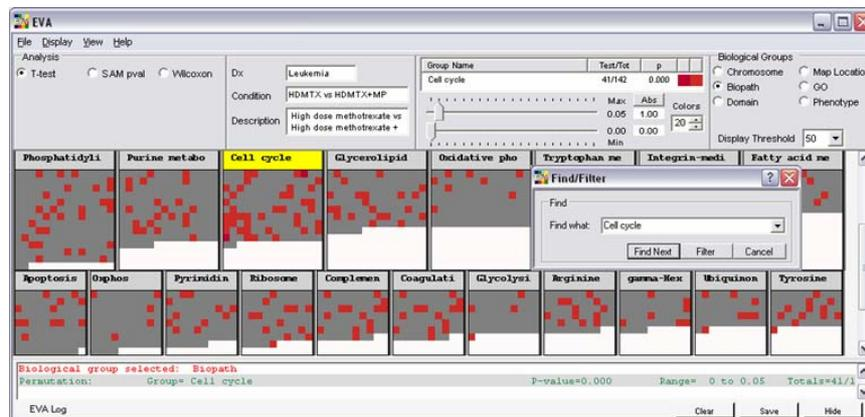 EVA
File Display View Help
Analysis
T-test SAM pval Wilcoxon
Dx Leukemia
Condition HDMTX vs HDMTX+MP
Description High dose methotrexate vs
High dose methotrexate +
Group Name Test/Tot p
Cell cycle 41/142 0.000
Max Abs Colors
0.05 1.00
20
0.00 0.00
Min
Biological Groups
Chromosome Map Locatio
Biopath GO
Domain Phenotype
Display Threshold 50
Phosphatidyli Purine metabo Cell cycle Glycerolipid Oxidative pho Tryptophan me Integrin-medi Fatty acid me
Find/Filter
Find
Find what: Cell cycle
Find Next Filter Cancel
Apoptosis Oxphos Pyrimidin Ribosome Complemen Coagulati Glycolysi Arginine gamma-Hex Ubiquinon Tyrosine
Biological group selected: Biopath
Permutation: Group= Cell cycle P-value=0.000 Range= 0 to 0.05 Totals=41/1
EVA Log Clear Save Hide